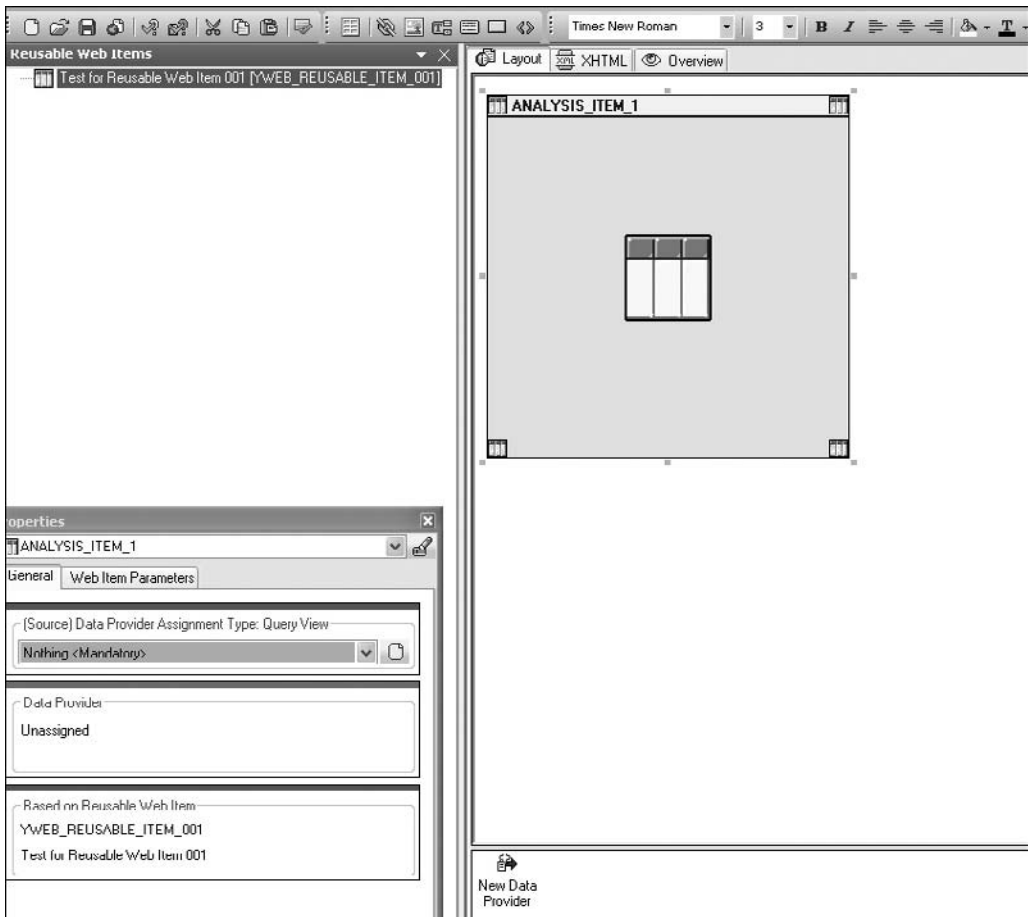 Times New Roman
3
B I
T
Reusable Web Items
Test for Reusable Web Item 001 [YWEB_REUSABLE_ITEM_001]
Layout XHTML Overview
ANALYSIS_ITEM_1
operties
ANALYSIS_ITEM_1
General Web Item Parameters
(Source) Data Provider Assignment Type: Query View
Nothing <Mandatory>
Data Provider
Unassigned
Based on Reusable Web Item
YWEB_REUSABLE_ITEM_001
Test for Reusable Web Item 001
New Data
Provider